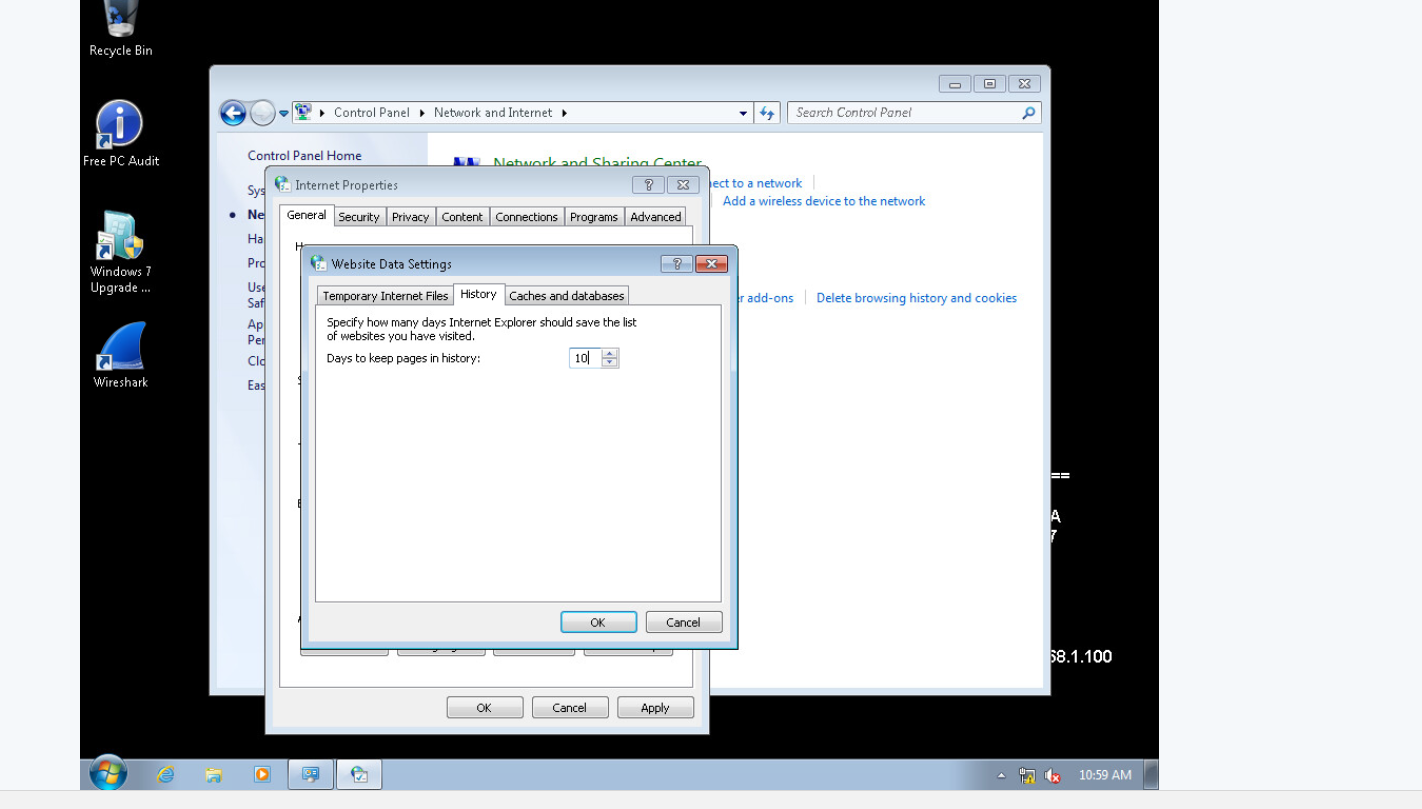 Recycle Bin
Free PC Audit
Windows 7
Upgrade ...
Wireshark
Control Panel
Network and Internet
Search Control Panel
Control Panel Home
Sys
Ne
Ha
Pro
Use
Saf
Ap
Per
Clo
Eas
Network and Sharing Center
nect to a network
Add a wireless device to the network
r add-ons
Delete browsing history and cookies
Internet Properties
General Security Privacy Content Connections Programs Advanced
Website Data Settings
Temporary Internet Files History Caches and databases
Specify how many days Internet Explorer should save the list
of websites you have visited.
Days to keep pages in history: 10
OK Cancel
OK Cancel Apply
==
A
7
68.1.100
10:59 AM